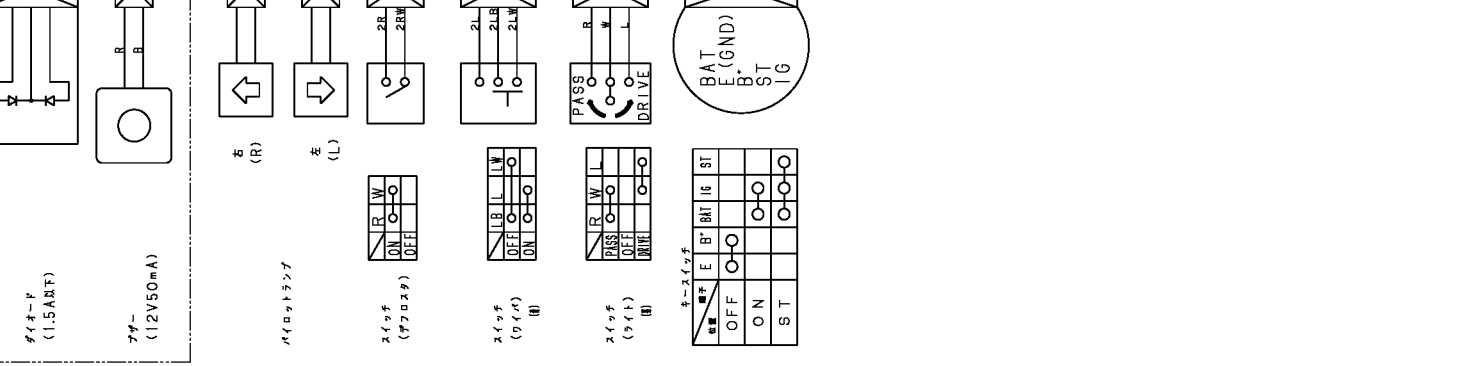 R
B
2R
2RW
2L
2LB
2LW
R
W
L
PASS
DRIVE
BAT
E(GND)
B+
ST
IG
右
(R)
左
(L)
R W
ON
OFF
LB L LW
OFF
ON
R W L
PASS
OFF
DRIVE
キースイッチ
位置 端子 E B+ BAT IG ST
OFF
ON
ST
ダイオード
(1.5A以下)
ブザー
(12V50mA)
パイロットランプ
スイッチ
(デフロスタ)
スイッチ
(ワイパ)
スイッチ
(ライト)